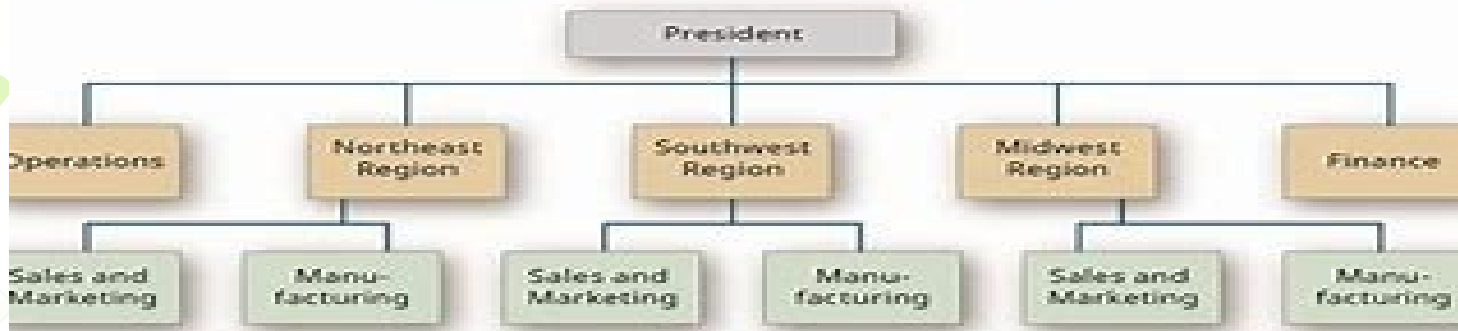 President
Operations
Northeast
Region
Southwest
Region
Midwest
Region
Finance
Sales and
Marketing
Manu-
facturing
Sales and
Marketing
Manu-
facturing
Sales and
Marketing
Manu-
facturing